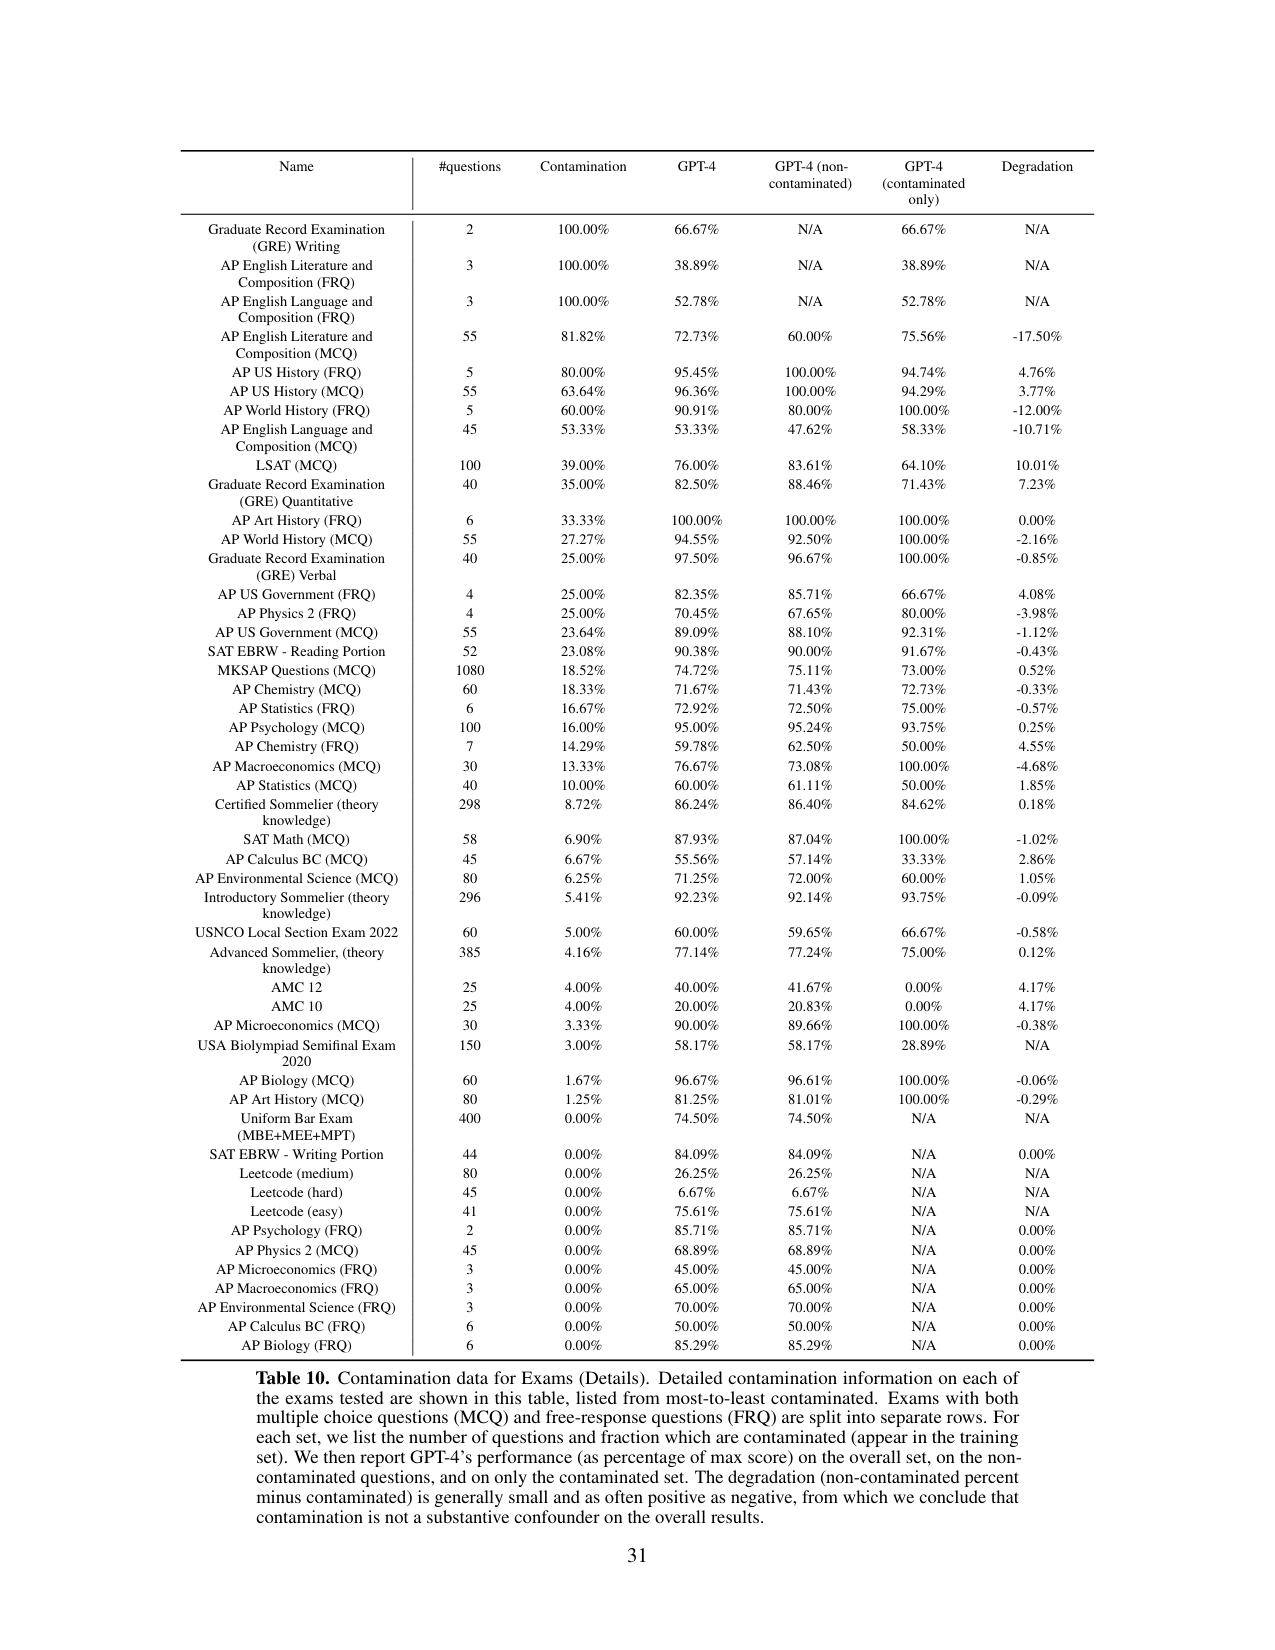 Name #questions Contamination GPT-4 GPT-4 (non- GPT-4 Degradation
contaminated) (contaminated
only)
Graduate Record Examination 2 100.00% 66.67% N/A 66.67% N/A
(GRE) Writing
AP English Literature and 3 100.00% 38.89% N/A 38.89% N/A
Composition (FRQ)
AP English Language and 3 100.00% 52.78% N/A 52.78% N/A
Composition (FRQ)
AP English Literature and 55 81.82% 72.73% 60.00% 75.56% -17.50%
Composition (MCQ)
AP US History (FRQ) 5 80.00% 95.45% 100.00% 94.74% 4.76%
AP US History (MCQ) 55 63.64% 96.36% 100.00% 94.29% 3.77%
AP World History (FRQ) 5 60.00% 90.91% 80.00% 100.00% -12.00%
AP English Language and 45 53.33% 53.33% 47.62% 58.33% -10.71%
Composition (MCQ)
LSAT (MCQ) 100 39.00% 76.00% 83.61% 64.10% 10.01%
Graduate Record Examination 40 35.00% 82.50% 88.46% 71.43% 7.23%
(GRE) Quantitative
AP Art History (FRQ) 6 33.33% 100.00% 100.00% 100.00% 0.00%
AP World History (MCQ) 55 27.27% 94.55% 92.50% 100.00% -2.16%
Graduate Record Examination 40 25.00% 97.50% 96.67% 100.00% -0.85%
(GRE) Verbal
AP US Government (FRQ) 4 25.00% 82.35% 85.71% 66.67% 4.08%
AP Physics 2 (FRQ) 4 25.00% 70.45% 67.65% 80.00% -3.98%
AP US Government (MCQ) 55 23.64% 89.09% 88.10% 92.31% -1.12%
SAT EBRW - Reading Portion 52 23.08% 90.38% 90.00% 91.67% -0.43%
MKSAP Questions (MCQ) 1080 18.52% 74.72% 75.11% 73.00% 0.52%
AP Chemistry (MCQ) 60 18.33% 71.67% 71.43% 72.73% -0.33%
AP Statistics (FRQ) 6 16.67% 72.92% 72.50% 75.00% -0.57%
AP Psychology (MCQ) 100 16.00% 95.00% 95.24% 93.75% 0.25%
AP Chemistry (FRQ) 7 14.29% 59.78% 62.50% 50.00% 4.55%
AP Macroeconomics (MCQ) 30 13.33% 76.67% 73.08% 100.00% -4.68%
AP Statistics (MCQ) 40 10.00% 60.00% 61.11% 50.00% 1.85%
Certified Sommelier (theory 298 8.72% 86.24% 86.40% 84.62% 0.18%
knowledge)
SAT Math (MCQ) 58 6.90% 87.93% 87.04% 100.00% -1.02%
AP Calculus BC (MCQ) 45 6.67% 55.56% 57.14% 33.33% 2.86%
AP Environmental Science (MCQ) 80 6.25% 71.25% 72.00% 60.00% 1.05%
Introductory Sommelier (theory 296 5.41% 92.23% 92.14% 93.75% -0.09%
knowledge)
USNCO Local Section Exam 2022 60 5.00% 60.00% 59.65% 66.67% -0.58%
Advanced Sommelier, (theory 385 4.16% 77.14% 77.24% 75.00% 0.12%
knowledge)
AMC 12 25 4.00% 40.00% 41.67% 0.00% 4.17%
AMC 10 25 4.00% 20.00% 20.83% 0.00% 4.17%
AP Microeconomics (MCQ) 30 3.33% 90.00% 89.66% 100.00% -0.38%
USA Biolympiad Semifinal Exam 150 3.00% 58.17% 58.17% 28.89% N/A
2020
AP Biology (MCQ) 60 1.67% 96.67% 96.61% 100.00% -0.06%
AP Art History (MCQ) 80 1.25% 81.25% 81.01% 100.00% -0.29%
Uniform Bar Exam 400 0.00% 74.50% 74.50% N/A N/A
(MBE+MEE+MPT)
SAT EBRW - Writing Portion 44 0.00% 84.09% 84.09% N/A 0.00%
Leetcode (medium) 80 0.00% 26.25% 26.25% N/A N/A
Leetcode (hard) 45 0.00% 6.67% 6.67% N/A N/A
Leetcode (easy) 41 0.00% 75.61% 75.61% N/A N/A
AP Psychology (FRQ) 2 0.00% 85.71% 85.71% N/A 0.00%
AP Physics 2 (MCQ) 45 0.00% 68.89% 68.89% N/A 0.00%
AP Microeconomics (FRQ) 3 0.00% 45.00% 45.00% N/A 0.00%
AP Macroeconomics (FRQ) 3 0.00% 65.00% 65.00% N/A 0.00%
AP Environmental Science (FRQ) 3 0.00% 70.00% 70.00% N/A 0.00%
AP Calculus BC (FRQ) 6 0.00% 50.00% 50.00% N/A 0.00%
AP Biology (FRQ) 6 0.00% 85.29% 85.29% N/A 0.00%
Table 10. Contamination data for Exams (Details). Detailed contamination information on each of
the exams tested are shown in this table, listed from most-to-least contaminated. Exams with both
multiple choice questions (MCQ) and free-response questions (FRQ) are split into separate rows. For
each set, we list the number of questions and fraction which are contaminated (appear in the training
set). We then report GPT-4's performance (as percentage of max score) on the overall set, on the non-
contaminated questions, and on only the contaminated set. The degradation (non-contaminated percent
minus contaminated) is generally small and as often positive as negative, from which we conclude that
contamination is not a substantive confounder on the overall results.
31